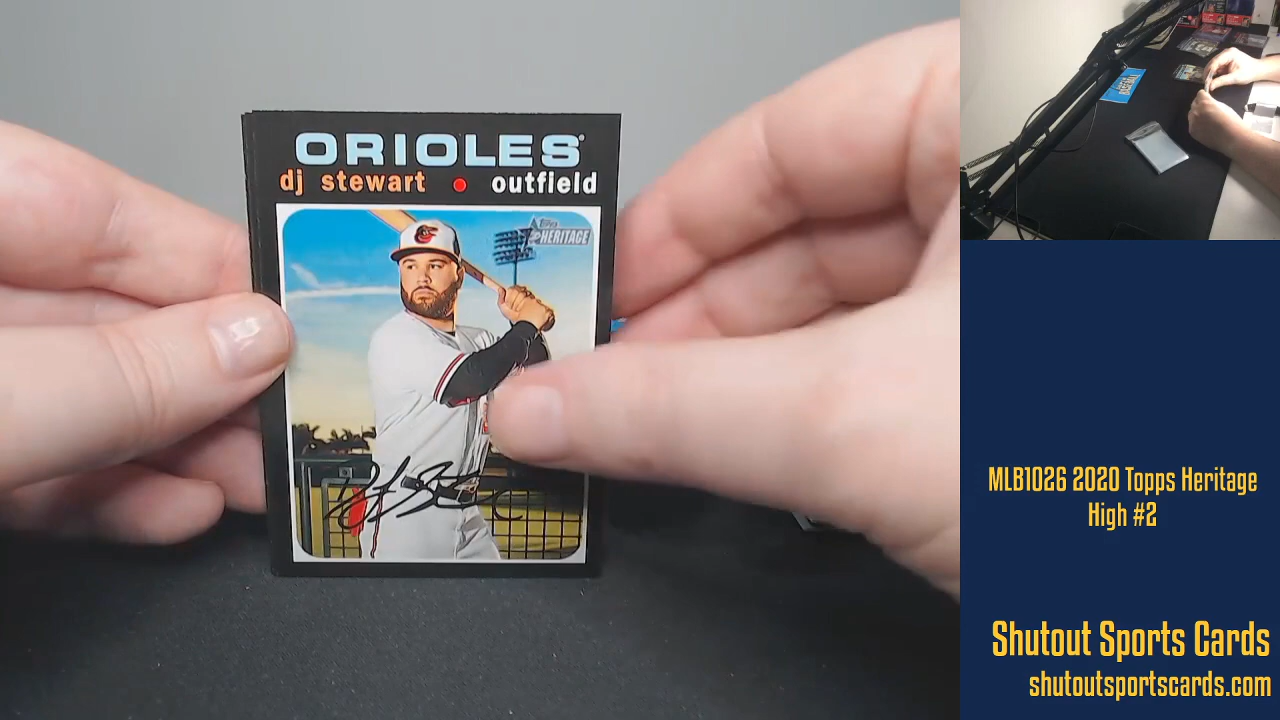 ORIOLES
dj stewart • outfield
Topps
HERITAGE
MLB1026 2020 Topps Heritage
High #2
Shutout Sports Cards
shutoutsportscards.com